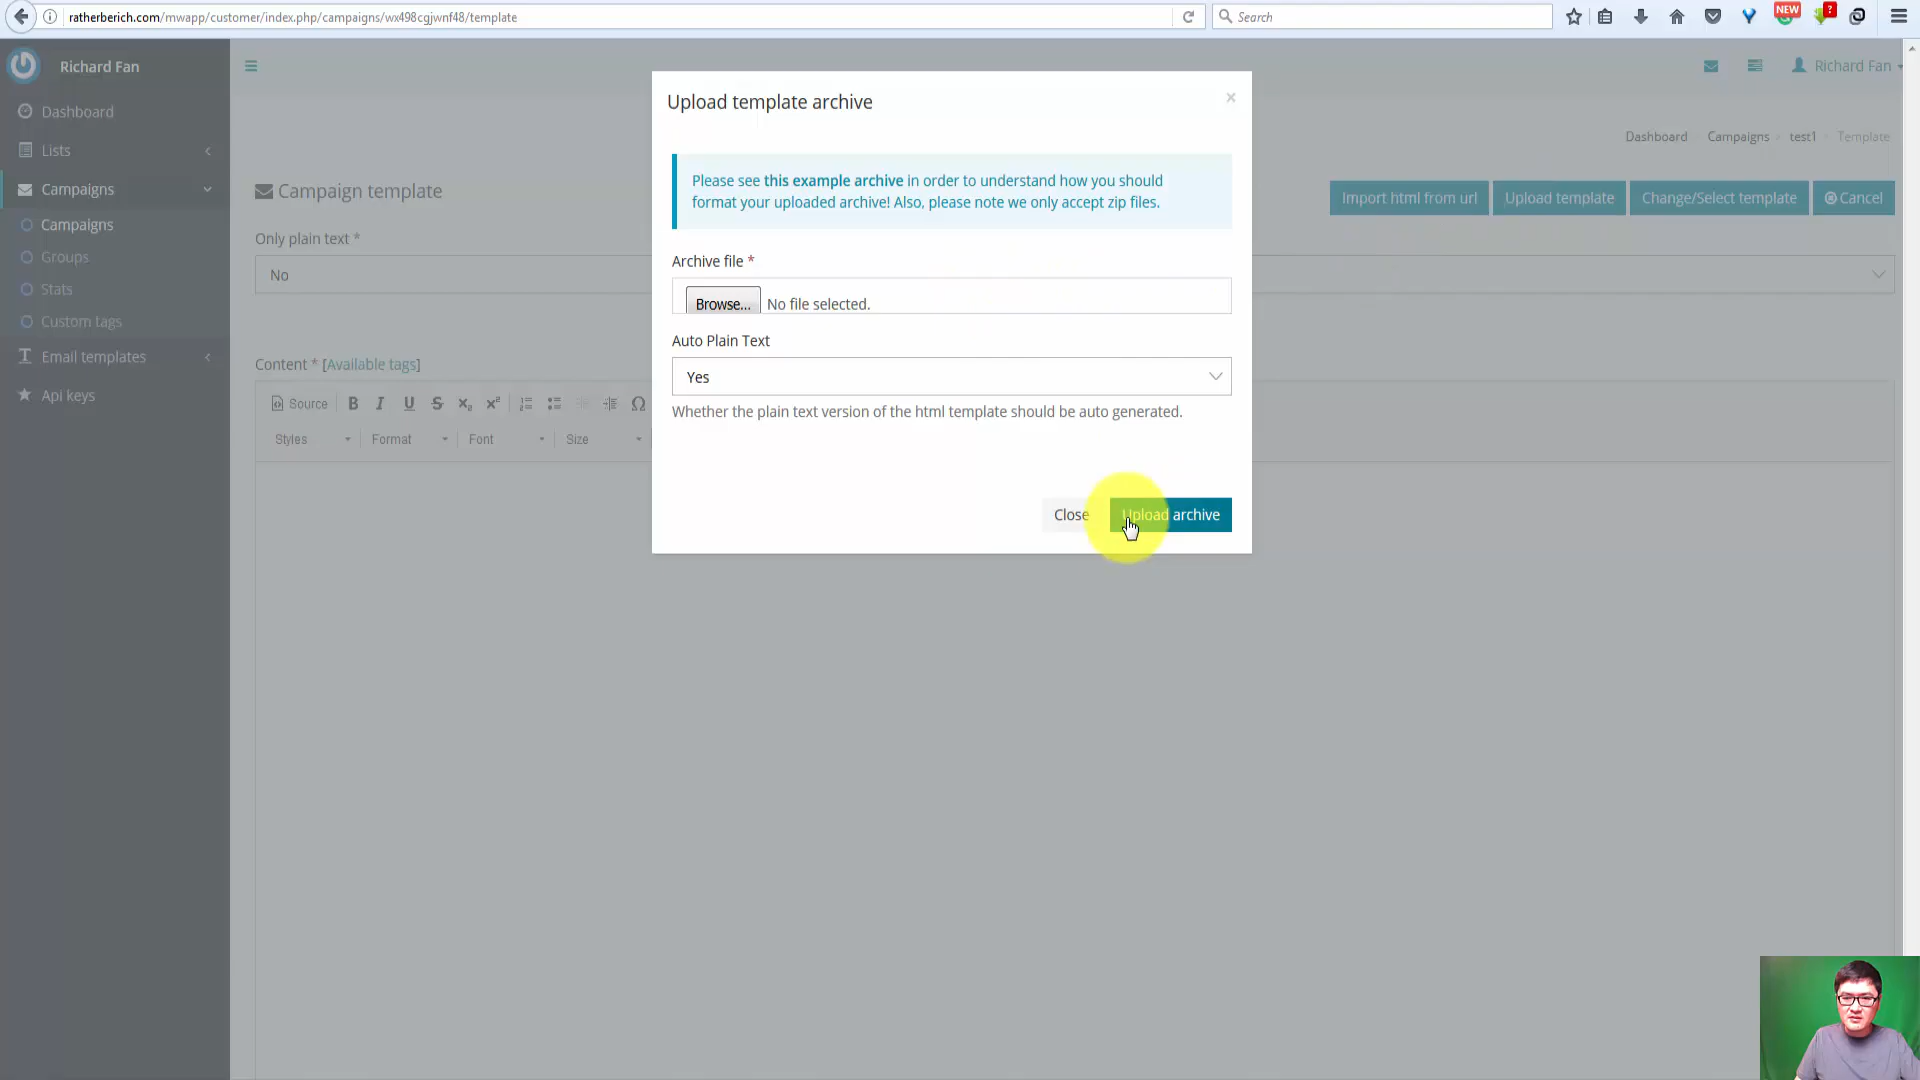 ratherberich.com/mwapp/customer/index.php/campaigns/wx498cgjwnf48/template
Search
NEW
?
Richard Fan
Richard Fan
Dashboard
Lists
Campaigns
Campaigns
Groups
Stats
Custom tags
Email templates
Api keys
Dashboard
Campaigns
test1
Template
Campaign template
Import html from url
Upload template
Change/Select template
Cancel
Only plain text *
No
Content * [Available tags]
Source
B I U S x₂ x² Ω
Styles Format Font Size
Upload template archive
×
Please see this example archive in order to understand how you should
format your uploaded archive! Also, please note we only accept zip files.
Archive file *
Browse... No file selected.
Auto Plain Text
Yes
Whether the plain text version of the html template should be auto generated.
Close
Upload archive